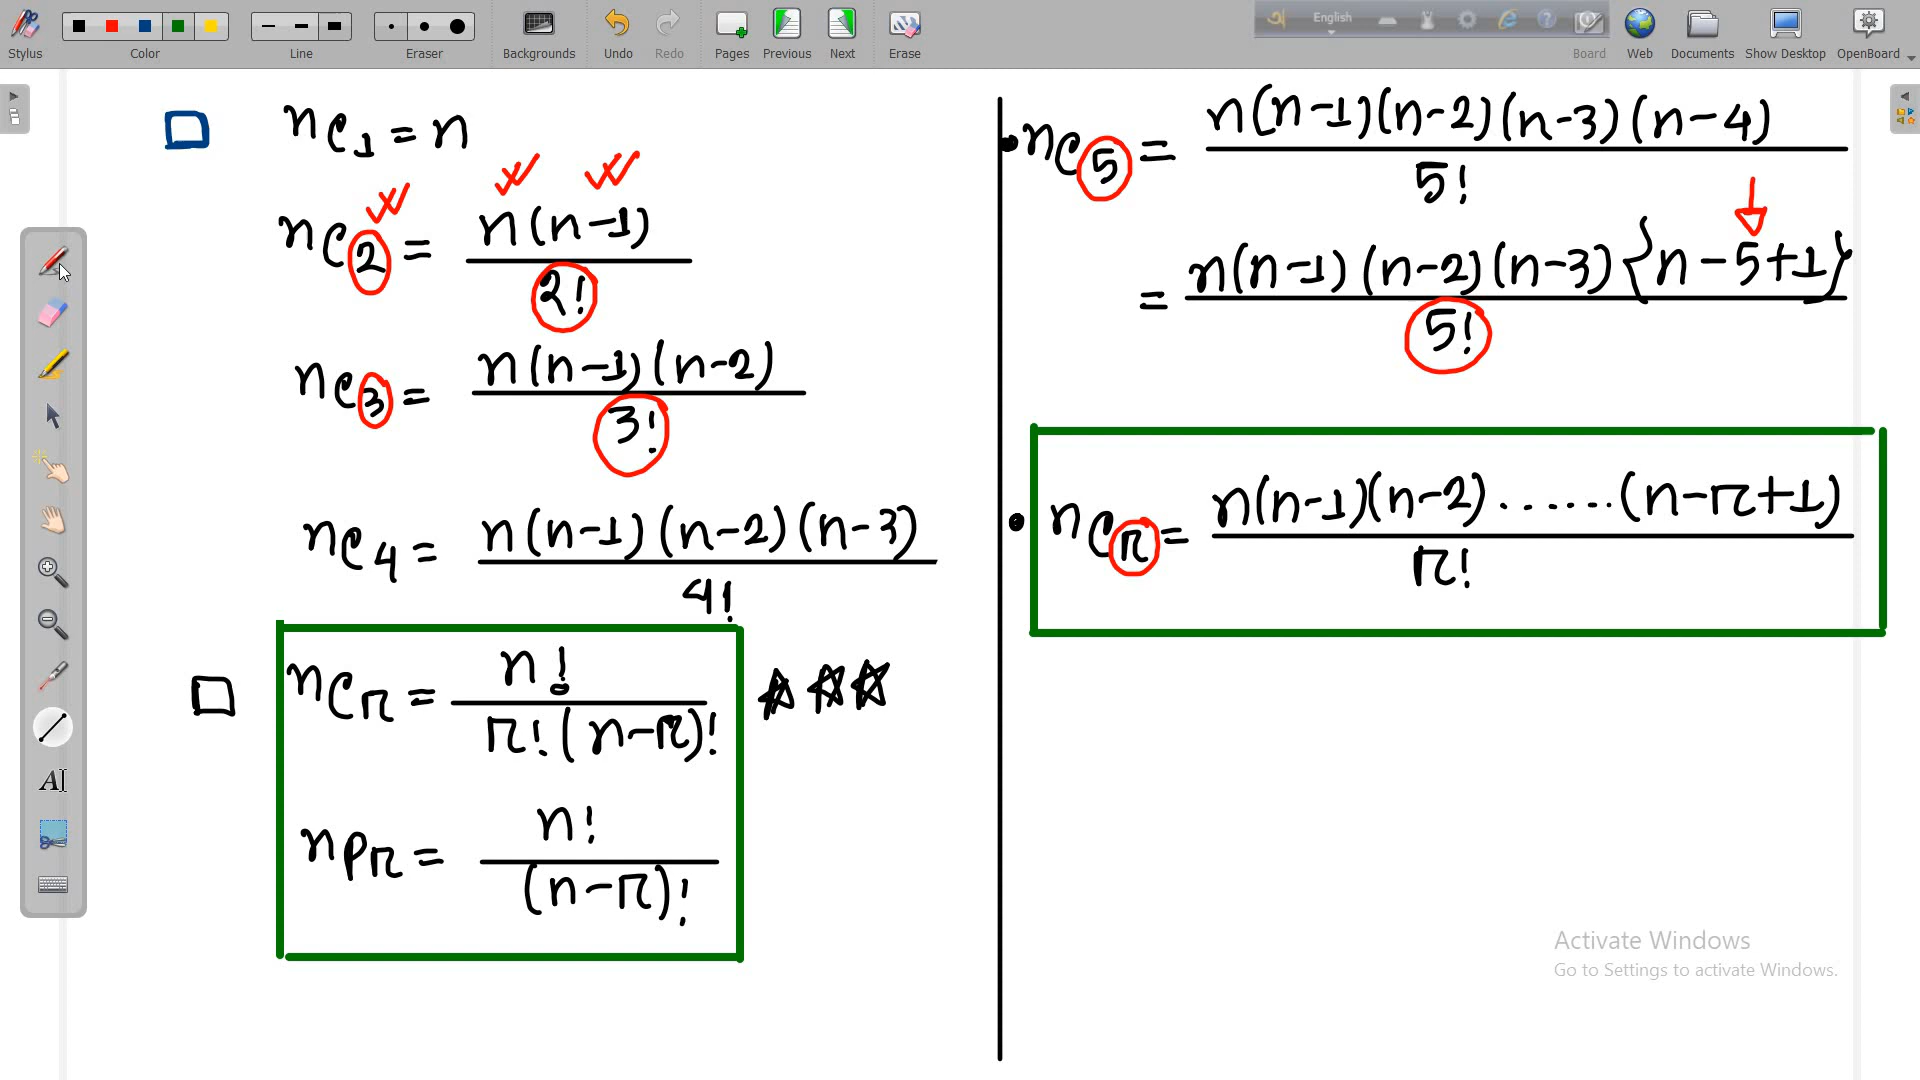 Stylus Color Line Eraser Backgrounds Undo Redo Pages Previous Next Erase English Board Web Documents Show Desktop OpenBoard
nC₁ = n
nC₂ = n(n-1) / 2!
nC₃ = n(n-1)(n-2) / 3!
nC₄ = n(n-1)(n-2)(n-3) / 4!
nCr = n! / r!(n-r)!
nPr = n! / (n-r)!
nC₅ = n(n-1)(n-2)(n-3)(n-4) / 5!
= n(n-1)(n-2)(n-3){n-5+1} / 5!
nCr = n(n-1)(n-2)......(n-r+1) / r!
Activate Windows
Go to Settings to activate Windows.